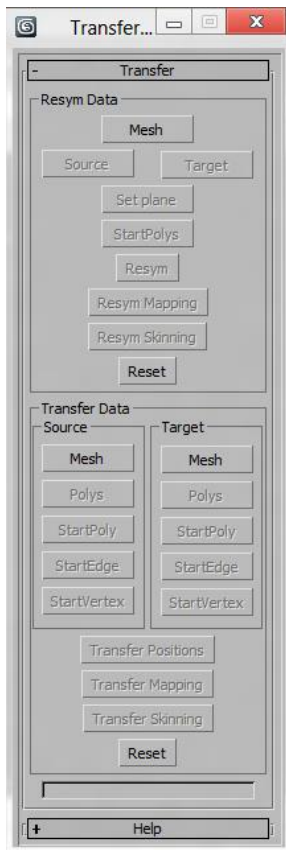 Transfer...
- Transfer
Resym Data
Mesh
Source Target
Set plane
StartPolys
Resym
Resym Mapping
Resym Skinning
Reset
Transfer Data
Source Target
Mesh Mesh
Polys Polys
StartPoly StartPoly
StartEdge StartEdge
StartVertex StartVertex
Transfer Positions
Transfer Mapping
Transfer Skinning
Reset
+ Help